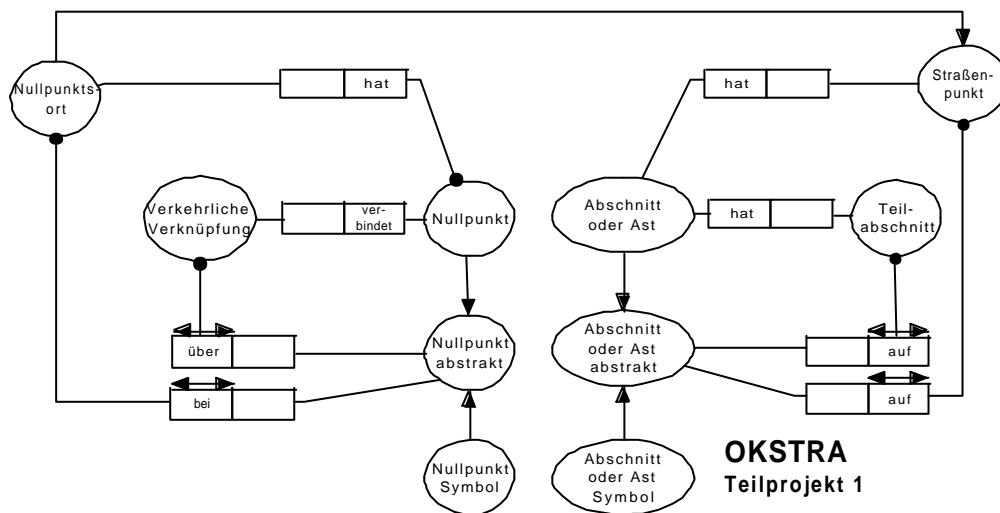 Nullpunkts-
ort
hat
hat
Straßen-
punkt
Verkehrliche
Verknüpfung
ver-
bindet
Nullpunkt
Abschnitt
oder Ast
hat
Teil-
abschnitt
über
Nullpunkt
abstrakt
Abschnitt
oder Ast
abstrakt
auf
bei
auf
Nullpunkt
Symbol
Abschnitt
oder Ast
Symbol
OKSTRA
Teilprojekt 1